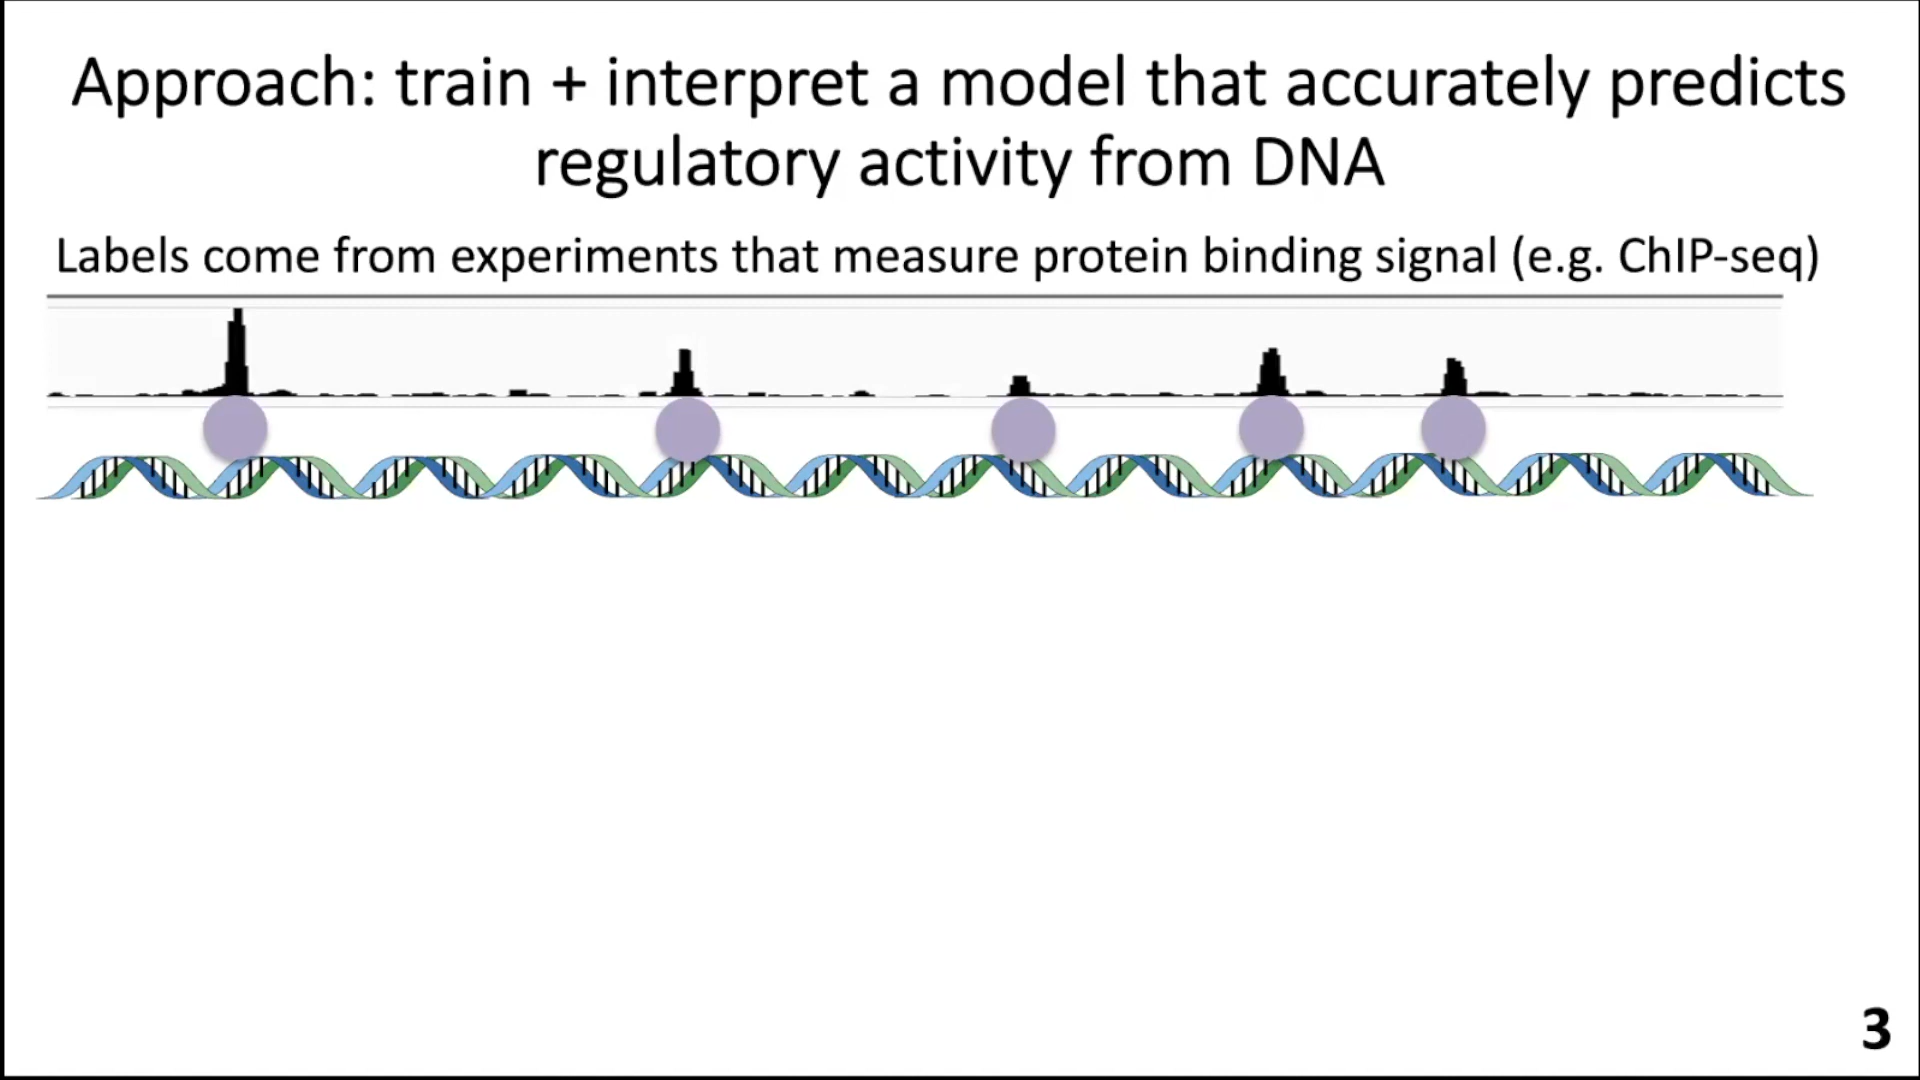 Approach: train + interpret a model that accurately predicts
regulatory activity from DNA
Labels come from experiments that measure protein binding signal (e.g. ChIP-seq)
3